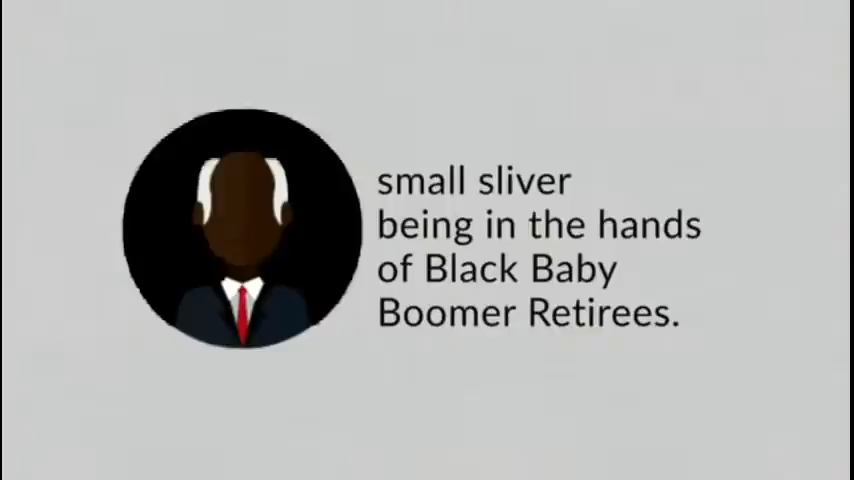 small sliver
being in the hands
of Black Baby
Boomer Retirees.